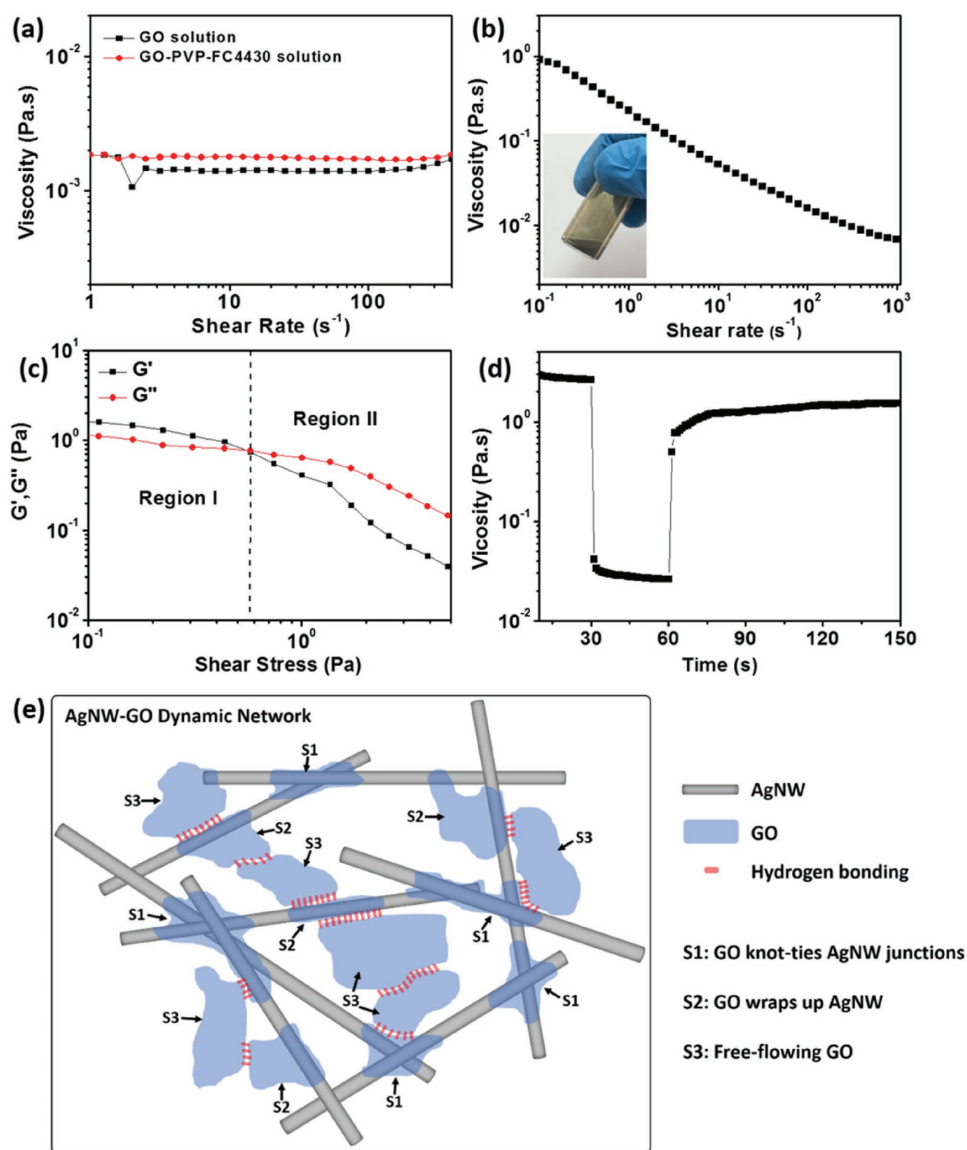 (a)
GO solution
GO-PVP-FC4430 solution
Viscosity (Pa.s)
10⁻²
10⁻³
1
10
100
Shear Rate (s⁻¹)
(b)
Viscosity (Pa.s)
10⁰
10⁻¹
10⁻²
10⁻¹
10⁰
10¹
10²
10³
Shear rate (s⁻¹)
(c)
G'
G''
G',G'' (Pa)
10¹
10⁰
10⁻¹
10⁻²
Region I
Region II
10⁻¹
10⁰
Shear Stress (Pa)
(d)
Vicosity (Pa.s)
10⁰
10⁻¹
10⁻²
30
60
90
120
150
Time (s)
(e)
AgNW-GO Dynamic Network
S1
S3
S2
S3
S2
S3
S1
S2
S1
S3
S3
S1
S2
S1
AgNW
GO
Hydrogen bonding
S1: GO knot-ties AgNW junctions
S2: GO wraps up AgNW
S3: Free-flowing GO